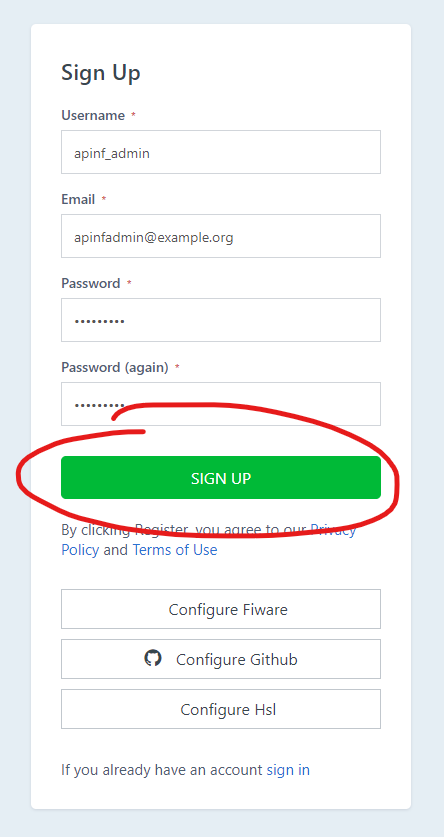 Sign Up
Username *
apinf_admin
Email *
apinfadmin@example.org
Password *
•••••••••
Password (again) *
•••••••••
SIGN UP
By clicking Register, you agree to our Privacy
Policy and Terms of Use
Configure Fiware
Configure Github
Configure Hsl
If you already have an account sign in